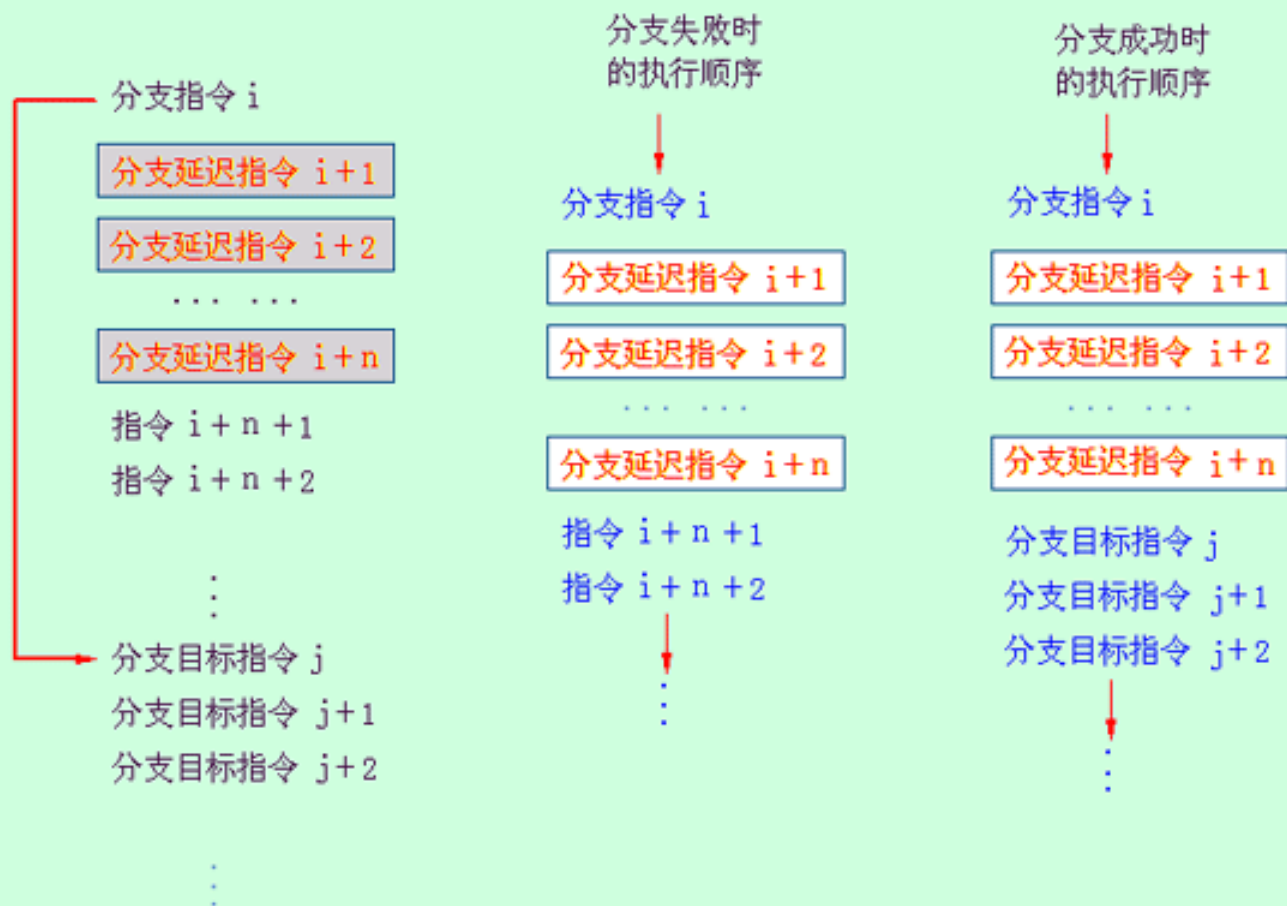 分支指令 i
分支延迟指令 i+1
分支延迟指令 i+2
... ...
分支延迟指令 i+n
指令 i+n+1
指令 i+n+2
⋮
分支目标指令 j
分支目标指令 j+1
分支目标指令 j+2
⋮
分支失败时
的执行顺序
分支指令 i
分支延迟指令 i+1
分支延迟指令 i+2
... ...
分支延迟指令 i+n
指令 i+n+1
指令 i+n+2
⋮
分支成功时
的执行顺序
分支指令 i
分支延迟指令 i+1
分支延迟指令 i+2
... ...
分支延迟指令 i+n
分支目标指令 j
分支目标指令 j+1
分支目标指令 j+2
⋮